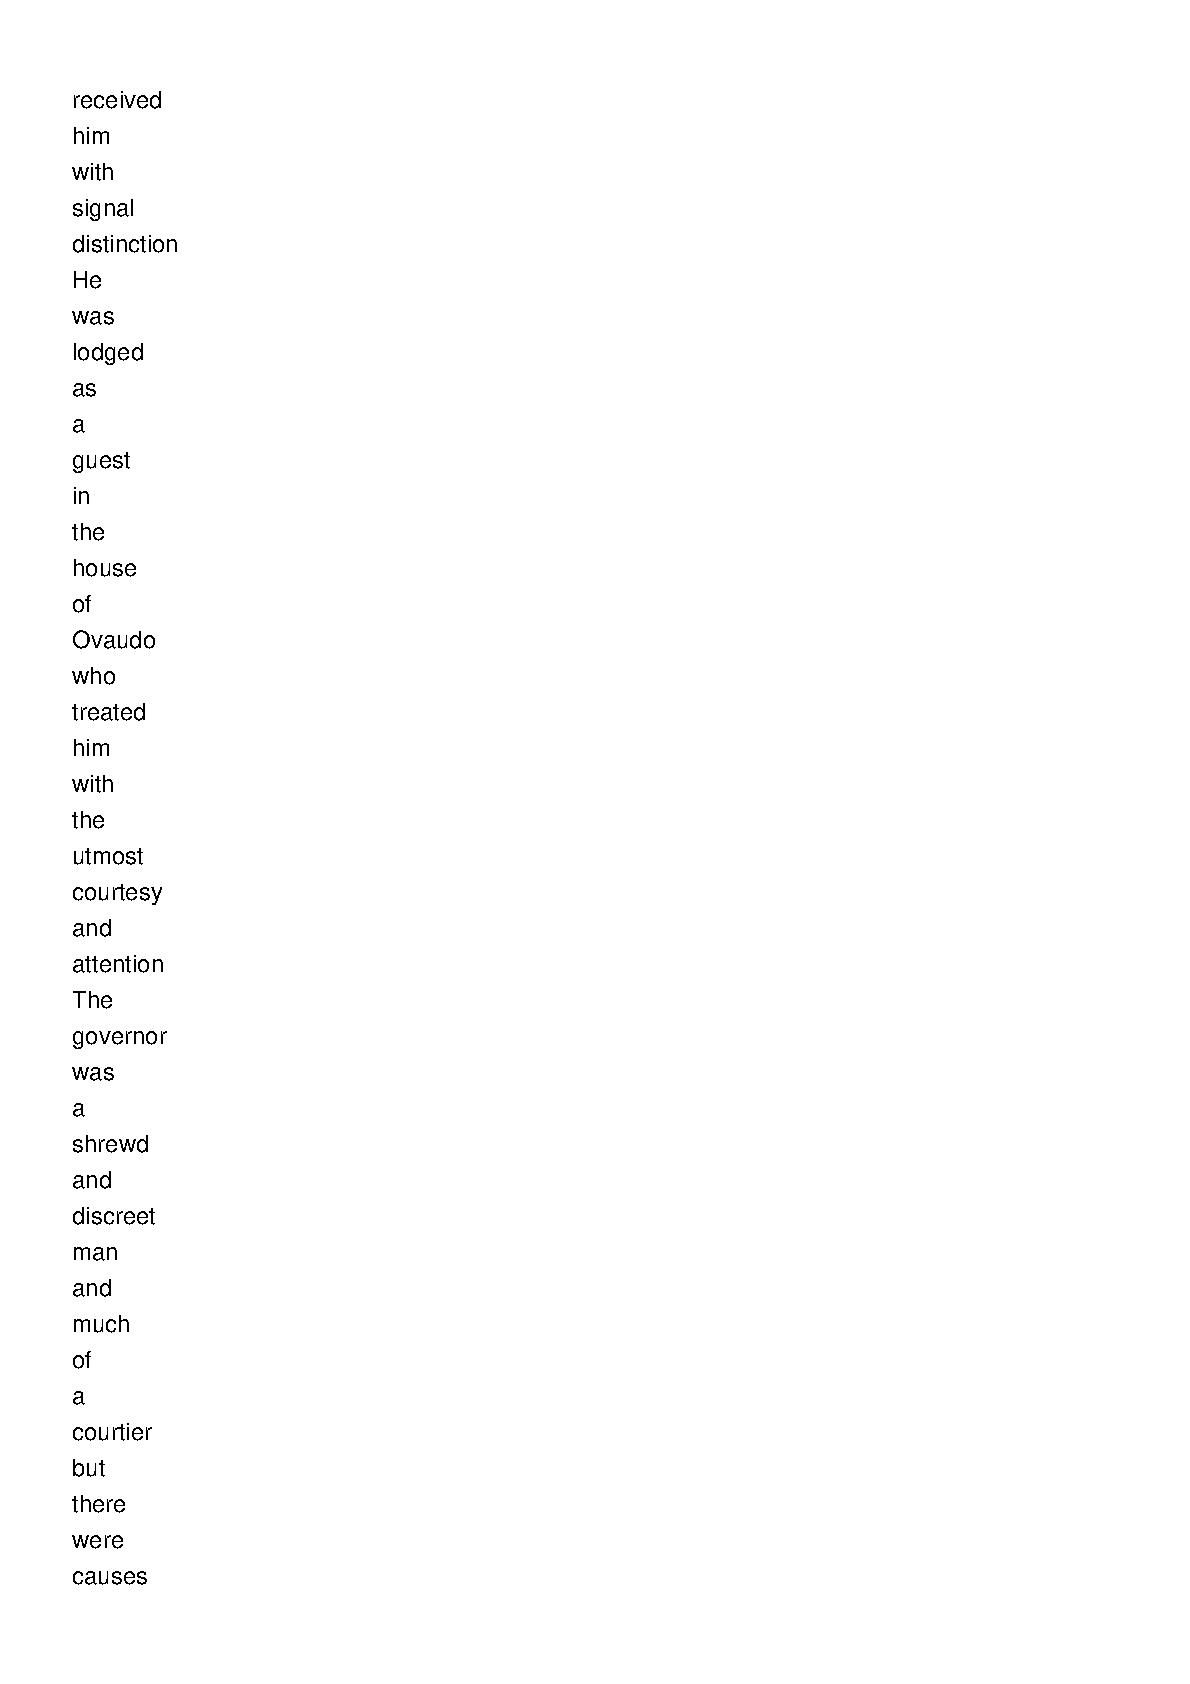 received
him
with
signal
distinction
He
was
lodged
as
a
guest
in
the
house
of
Ovaudo
who
treated
him
with
the
utmost
courtesy
and
attention
The
governor
was
a
shrewd
and
discreet
man
and
much
of
a
courtier
but
there
were
causes